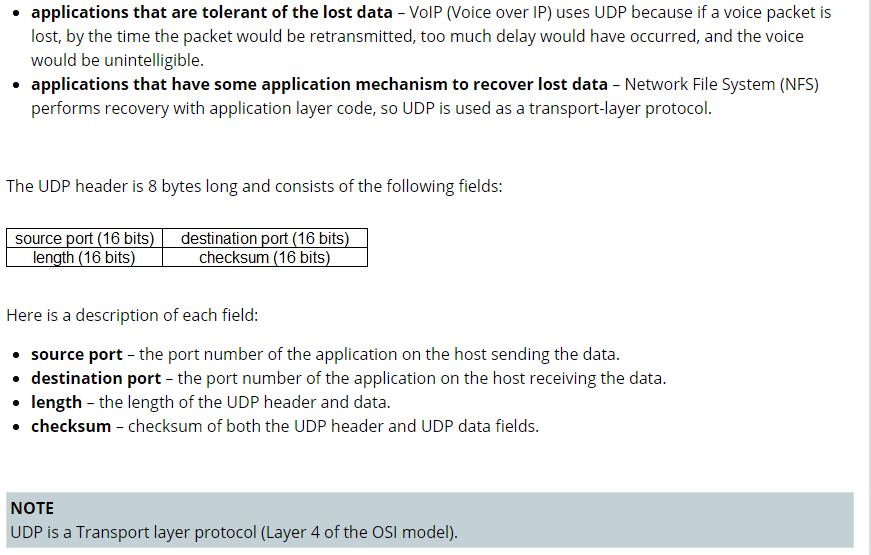 • applications that are tolerant of the lost data – VoIP (Voice over IP) uses UDP because if a voice packet is
lost, by the time the packet would be retransmitted, too much delay would have occurred, and the voice
would be unintelligible.
• applications that have some application mechanism to recover lost data – Network File System (NFS)
performs recovery with application layer code, so UDP is used as a transport-layer protocol.
The UDP header is 8 bytes long and consists of the following fields:
source port (16 bits) destination port (16 bits)
length (16 bits) checksum (16 bits)
Here is a description of each field:
• source port – the port number of the application on the host sending the data.
• destination port – the port number of the application on the host receiving the data.
• length – the length of the UDP header and data.
• checksum – checksum of both the UDP header and UDP data fields.
NOTE
UDP is a Transport layer protocol (Layer 4 of the OSI model).